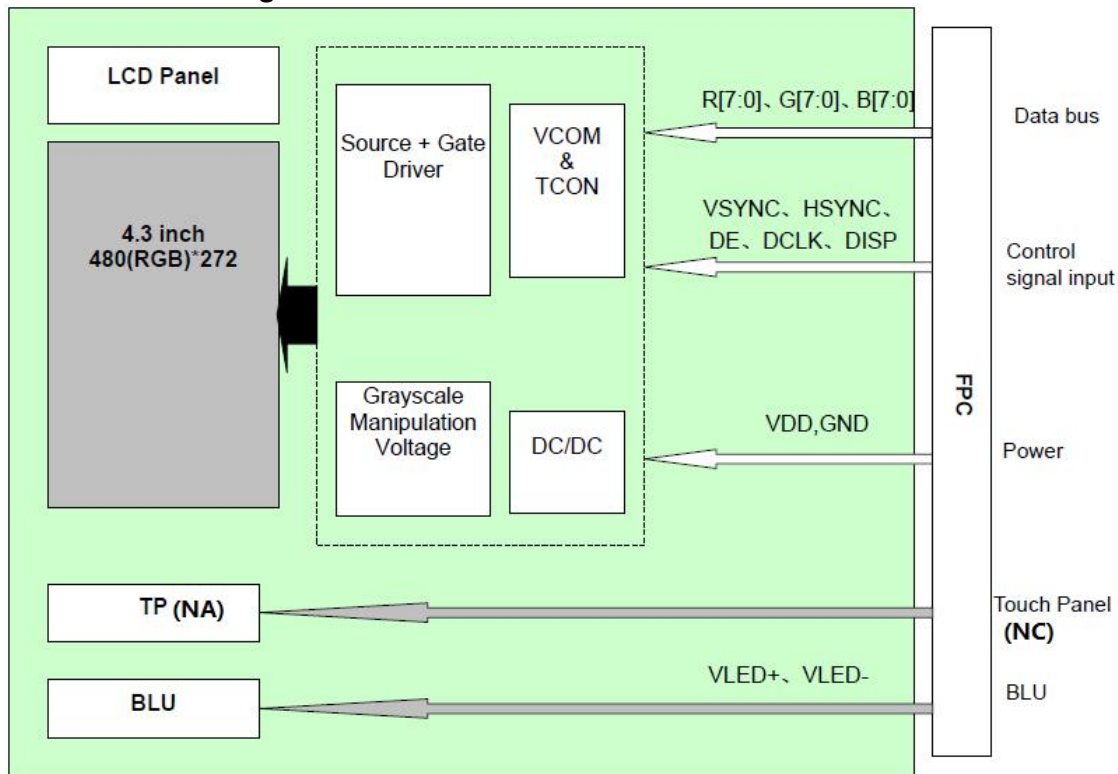 LCD Panel
4.3 inch
480(RGB)*272
Source + Gate
Driver
VCOM
&
TCON
Grayscale
Manipulation
Voltage
DC/DC
R[7:0]、G[7:0]、B[7:0]
VSYNC、HSYNC、
DE、DCLK、DISP
VDD,GND
TP (NA)
BLU
VLED+、VLED-
FPC
Data bus
Control
signal input
Power
Touch Panel
(NC)
BLU